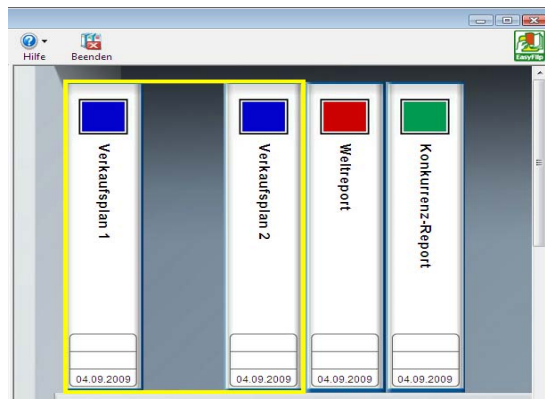 Hilfe
Beenden
EasyFlip
Verkaufsplan 1
Verkaufsplan 2
Weltreport
Konkurrenz-Report
04.09.2009
04.09.2009
04.09.2009
04.09.2009